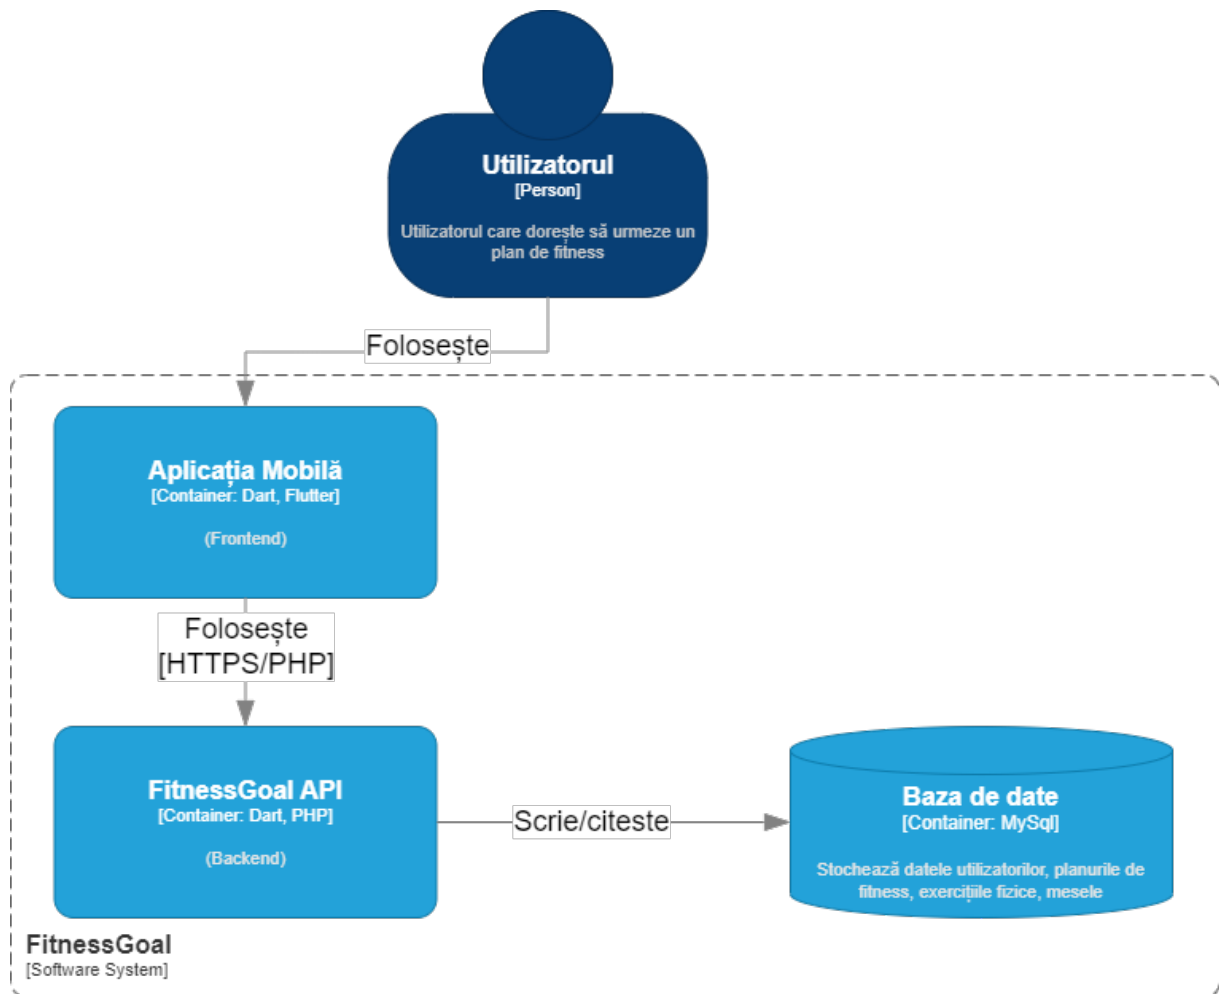 Utilizatorul
[Person]
Utilizatorul care dorește să urmeze un
plan de fitness
Folosește
Aplicația Mobilă
[Container: Dart, Flutter]
(Frontend)
Folosește
[HTTPS/PHP]
FitnessGoal API
[Container: Dart, PHP]
(Backend)
Scrie/citeste
Baza de date
[Container: MySql]
Stochează datele utilizatorilor, planurile de
fitness, exercițiile fizice, mesele
FitnessGoal
[Software System]